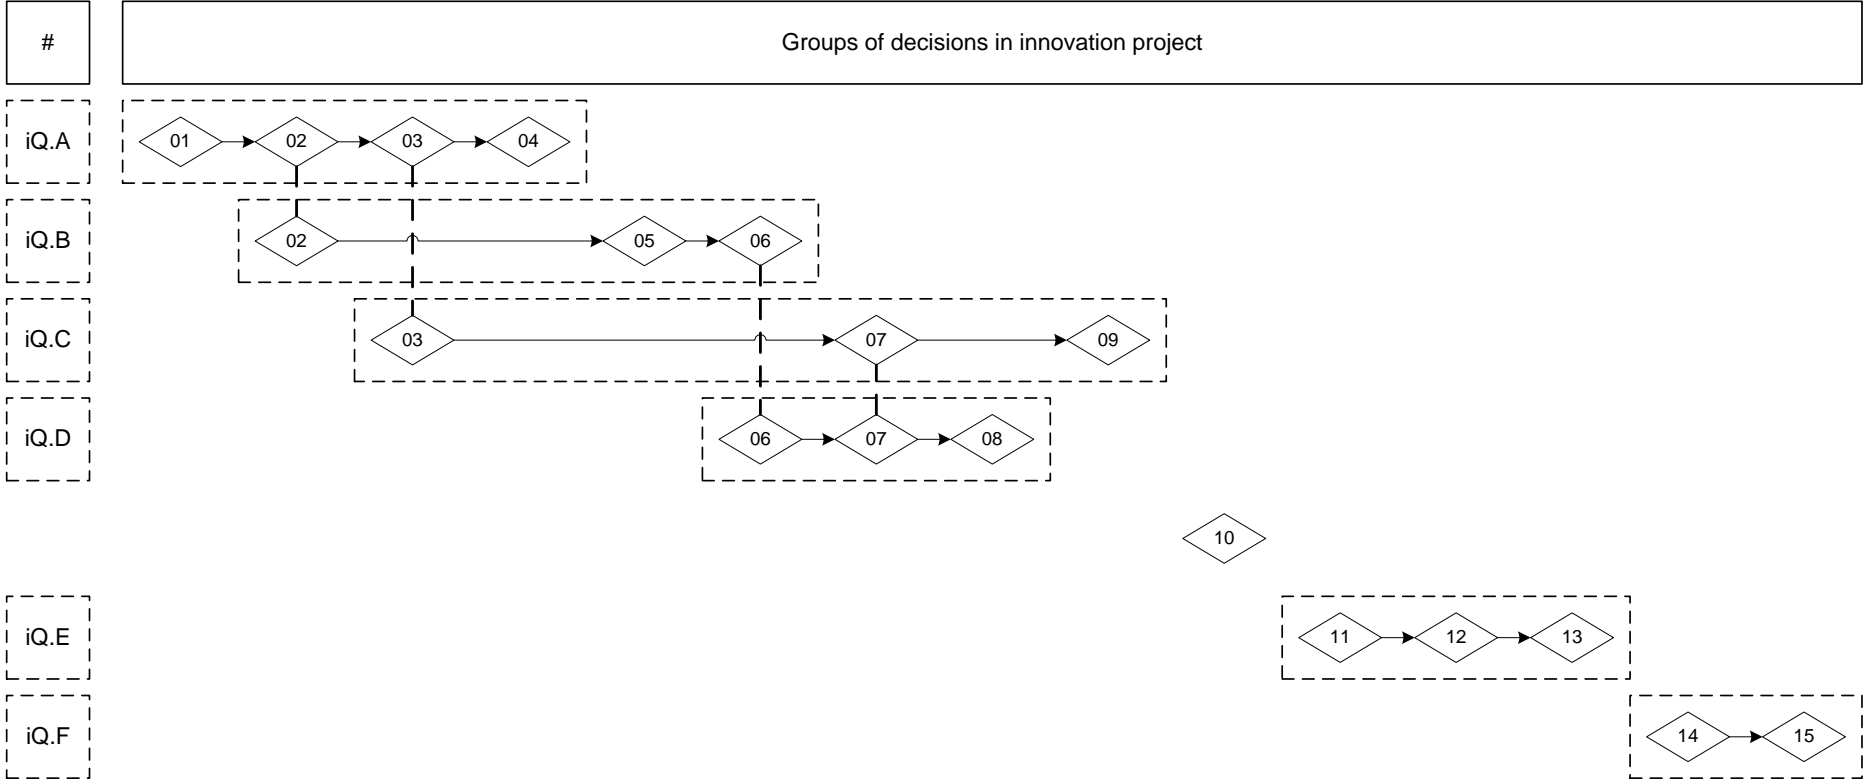 # Groups of decisions in innovation project
iQ.A 01 02 03 04
iQ.B 02 05 06
iQ.C 03 07 09
iQ.D 06 07 08
10
iQ.E 11 12 13
iQ.F 14 15